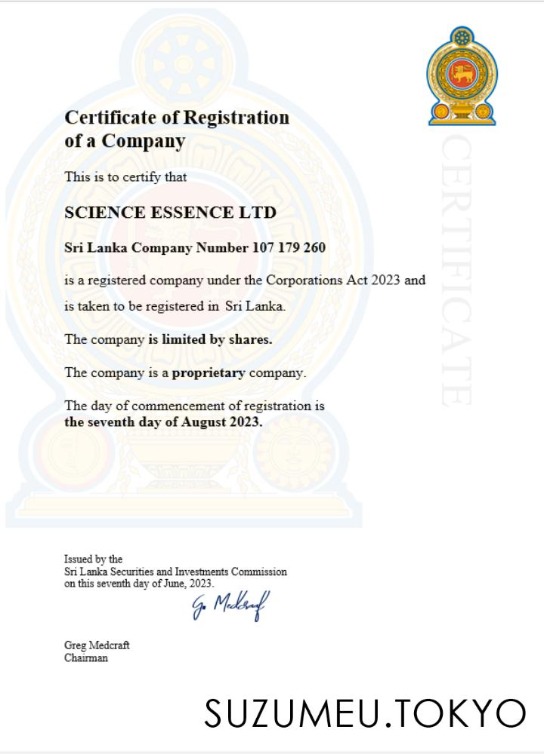 Certificate of Registration
of a Company
This is to certify that
SCIENCE ESSENCE LTD
Sri Lanka Company Number 107 179 260
is a registered company under the Corporations Act 2023 and
is taken to be registered in Sri Lanka.
The company is limited by shares.
The company is a proprietary company.
The day of commencement of registration is
the seventh day of August 2023.
CERTIFICATE
Issued by the
Sri Lanka Securities and Investments Commission
on this seventh day of June, 2023.
G. Medcraft
Greg Medcraft
Chairman
SUZUMEU.TOKYO